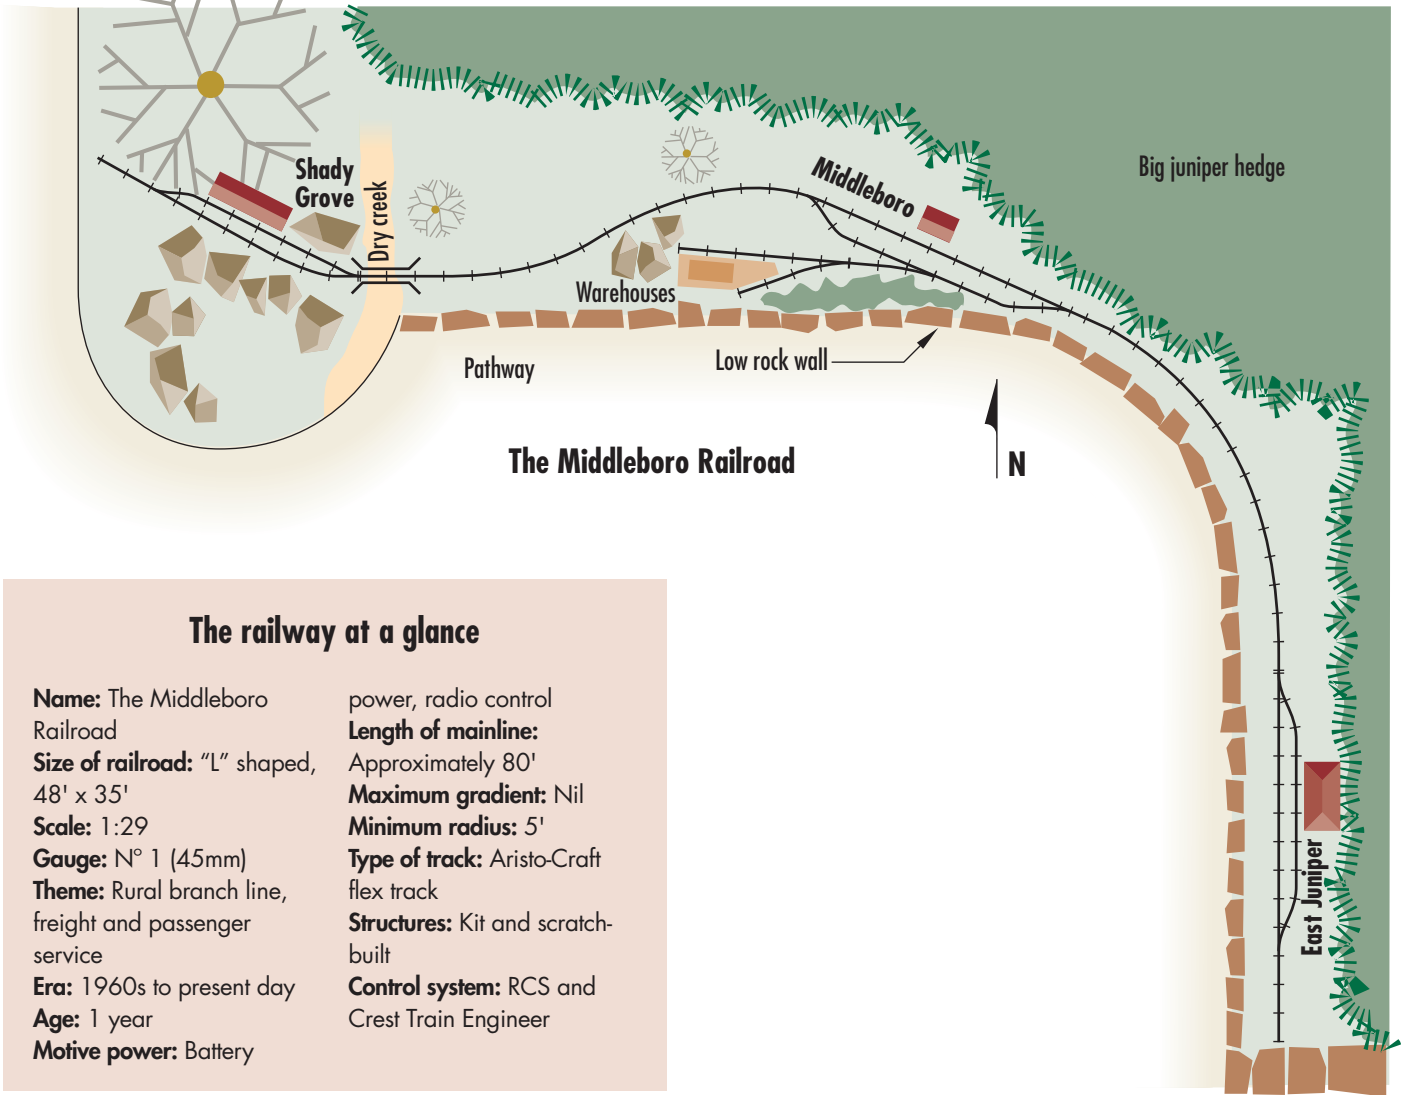 Shady
Grove
Dry creek
Middleboro
Big juniper hedge
Warehouses
Pathway
Low rock wall
The Middleboro Railroad
N
East Juniper
The railway at a glance
Name: The Middleboro
Railroad
Size of railroad: “L” shaped,
48' x 35'
Scale: 1:29
Gauge: N° 1 (45mm)
Theme: Rural branch line,
freight and passenger
service
Era: 1960s to present day
Age: 1 year
Motive power: Battery
power, radio control
Length of mainline:
Approximately 80'
Maximum gradient: Nil
Minimum radius: 5'
Type of track: Aristo-Craft
flex track
Structures: Kit and scratch-
built
Control system: RCS and
Crest Train Engineer